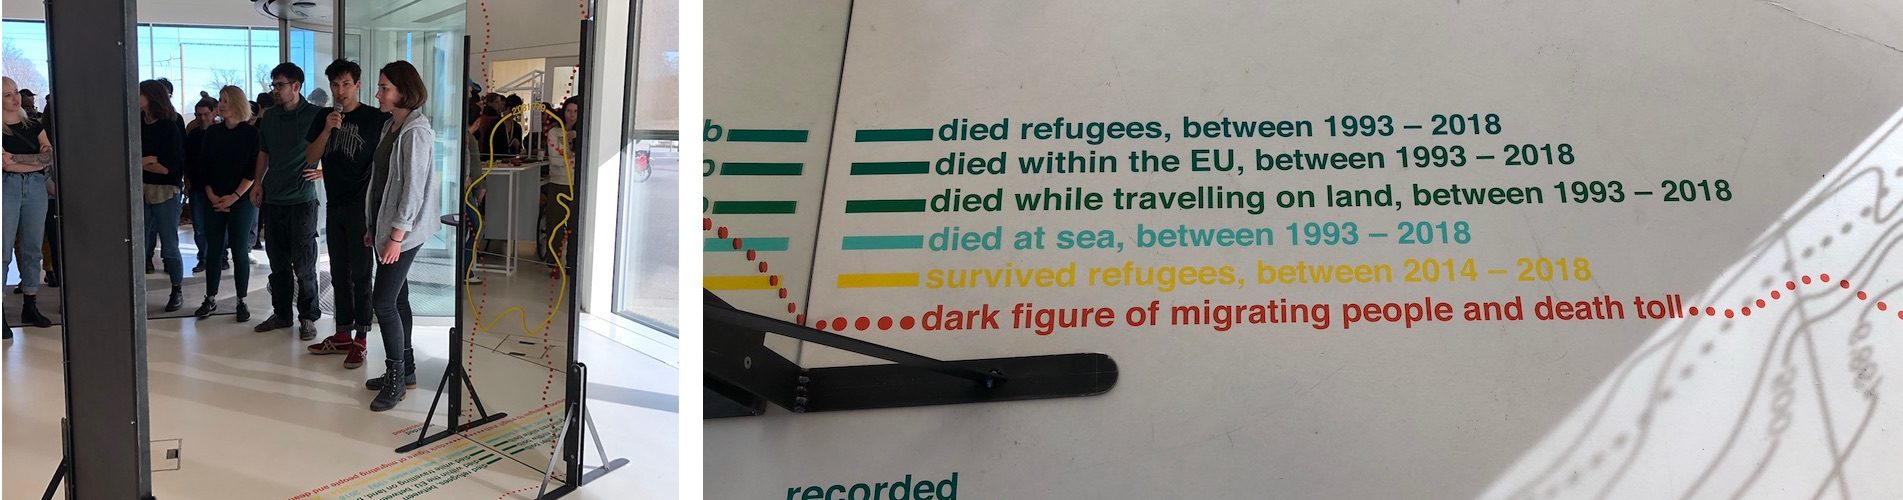 died refugees, between 1993 – 2018
died within the EU, between 1993 – 2018
died while travelling on land, between 1993 – 2018
died at sea, between 1993 – 2018
survived refugees, between 2014 – 2018
dark figure of migrating people and death toll
recorded